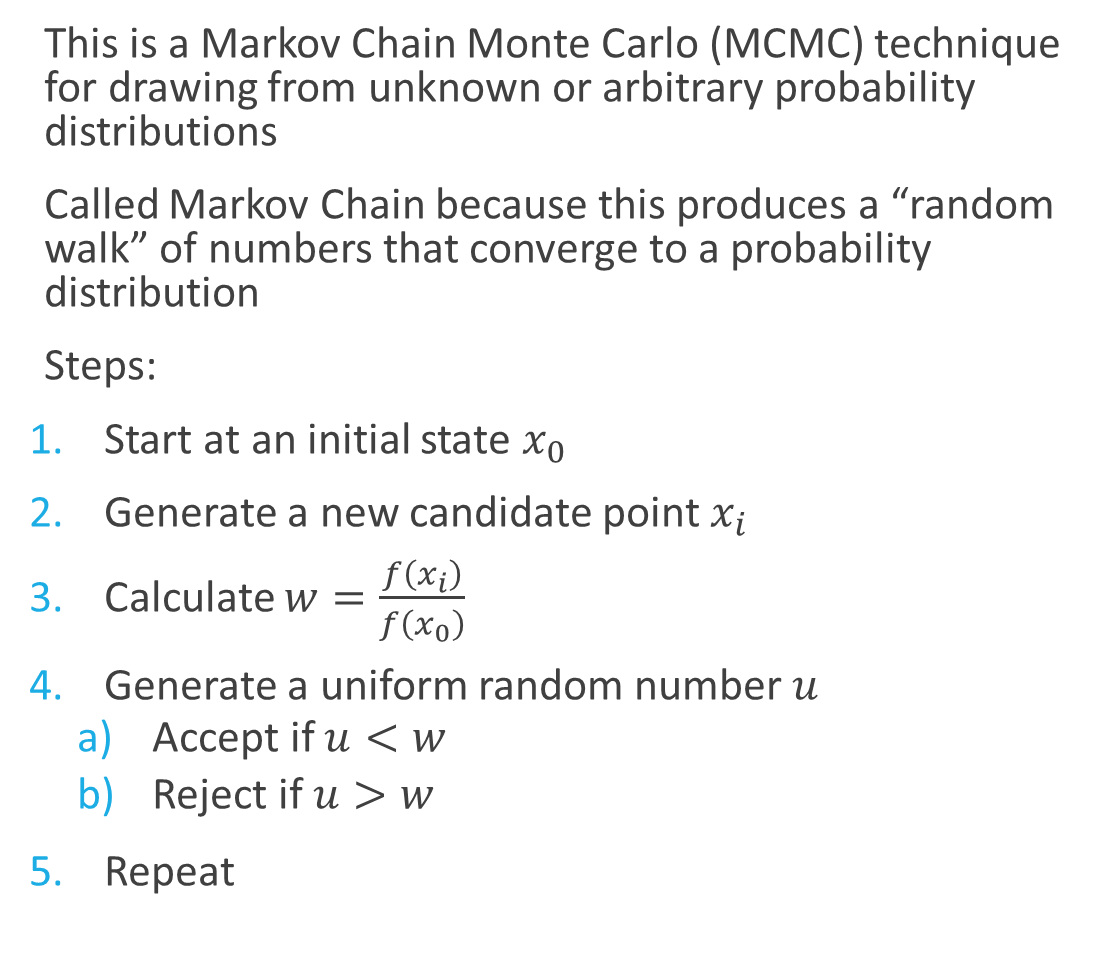 This is a Markov Chain Monte Carlo (MCMC) technique
for drawing from unknown or arbitrary probability
distributions
Called Markov Chain because this produces a “random
walk” of numbers that converge to a probability
distribution
Steps:
1. Start at an initial state x₀
2. Generate a new candidate point xᵢ
3. Calculate w = f(xᵢ)/f(x₀)
4. Generate a uniform random number u
a) Accept if u < w
b) Reject if u > w
5. Repeat